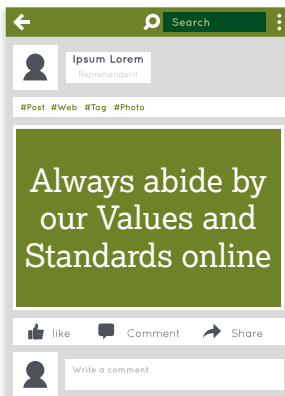 Search
Ipsum Lorem
Reprehenderit
#Post #Web #Tag #Photo
Always abide by
our Values and
Standards online
like Comment Share
Write a comment